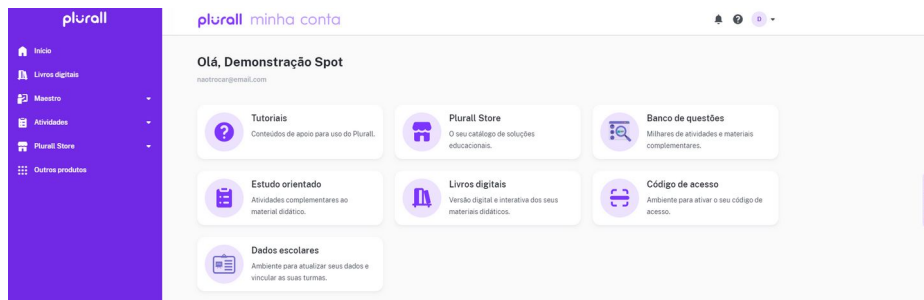 plurall
Início
Livros digitais
Maestro
Atividades
Plurall Store
Outros produtos
plurall minha conta
D
Olá, Demonstração Spot
naotrocar@email.com
Tutoriais
Conteúdos de apoio para uso do Plurall.
Plurall Store
O seu catálogo de soluções
educacionais.
Banco de questões
Milhares de atividades e materiais
complementares.
Estudo orientado
Atividades complementares ao
material didático.
Livros digitais
Versão digital e interativa dos seus
materiais didáticos.
Código de acesso
Ambiente para ativar o seu código de
acesso.
Dados escolares
Ambiente para atualizar seus dados e
vincular as suas turmas.